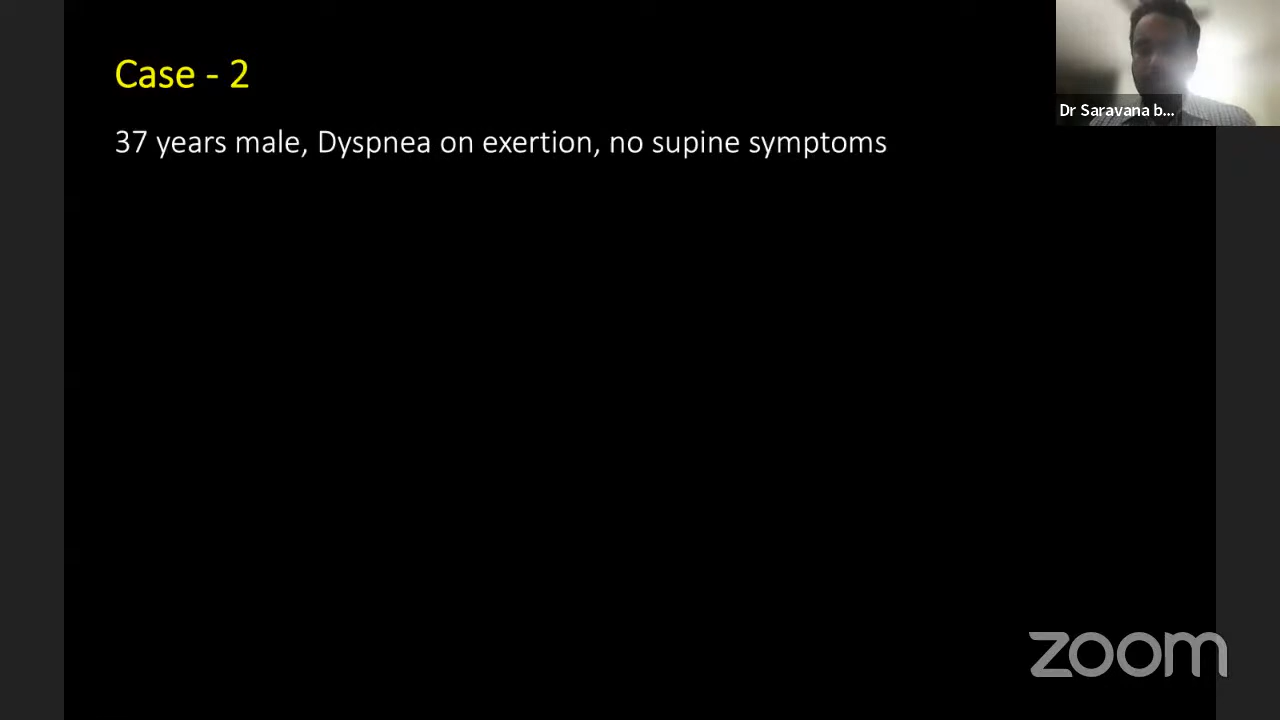 Case - 2
Dr Saravana b...
37 years male, Dyspnea on exertion, no supine symptoms
zoom